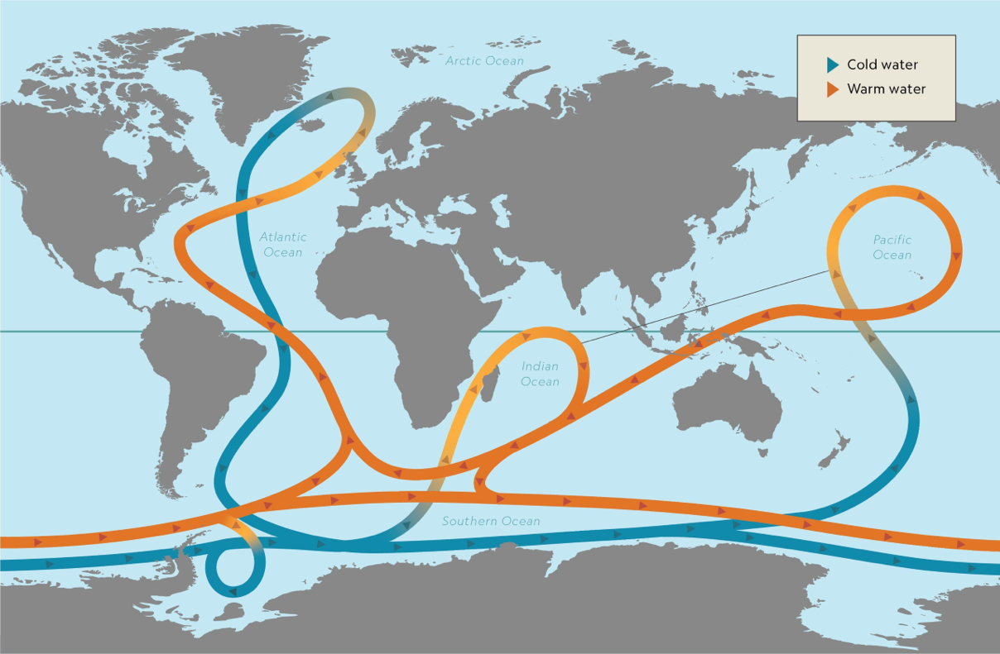 Arctic Ocean
Cold water
Warm water
Atlantic
Ocean
Pacific
Ocean
Indian
Ocean
Southern Ocean